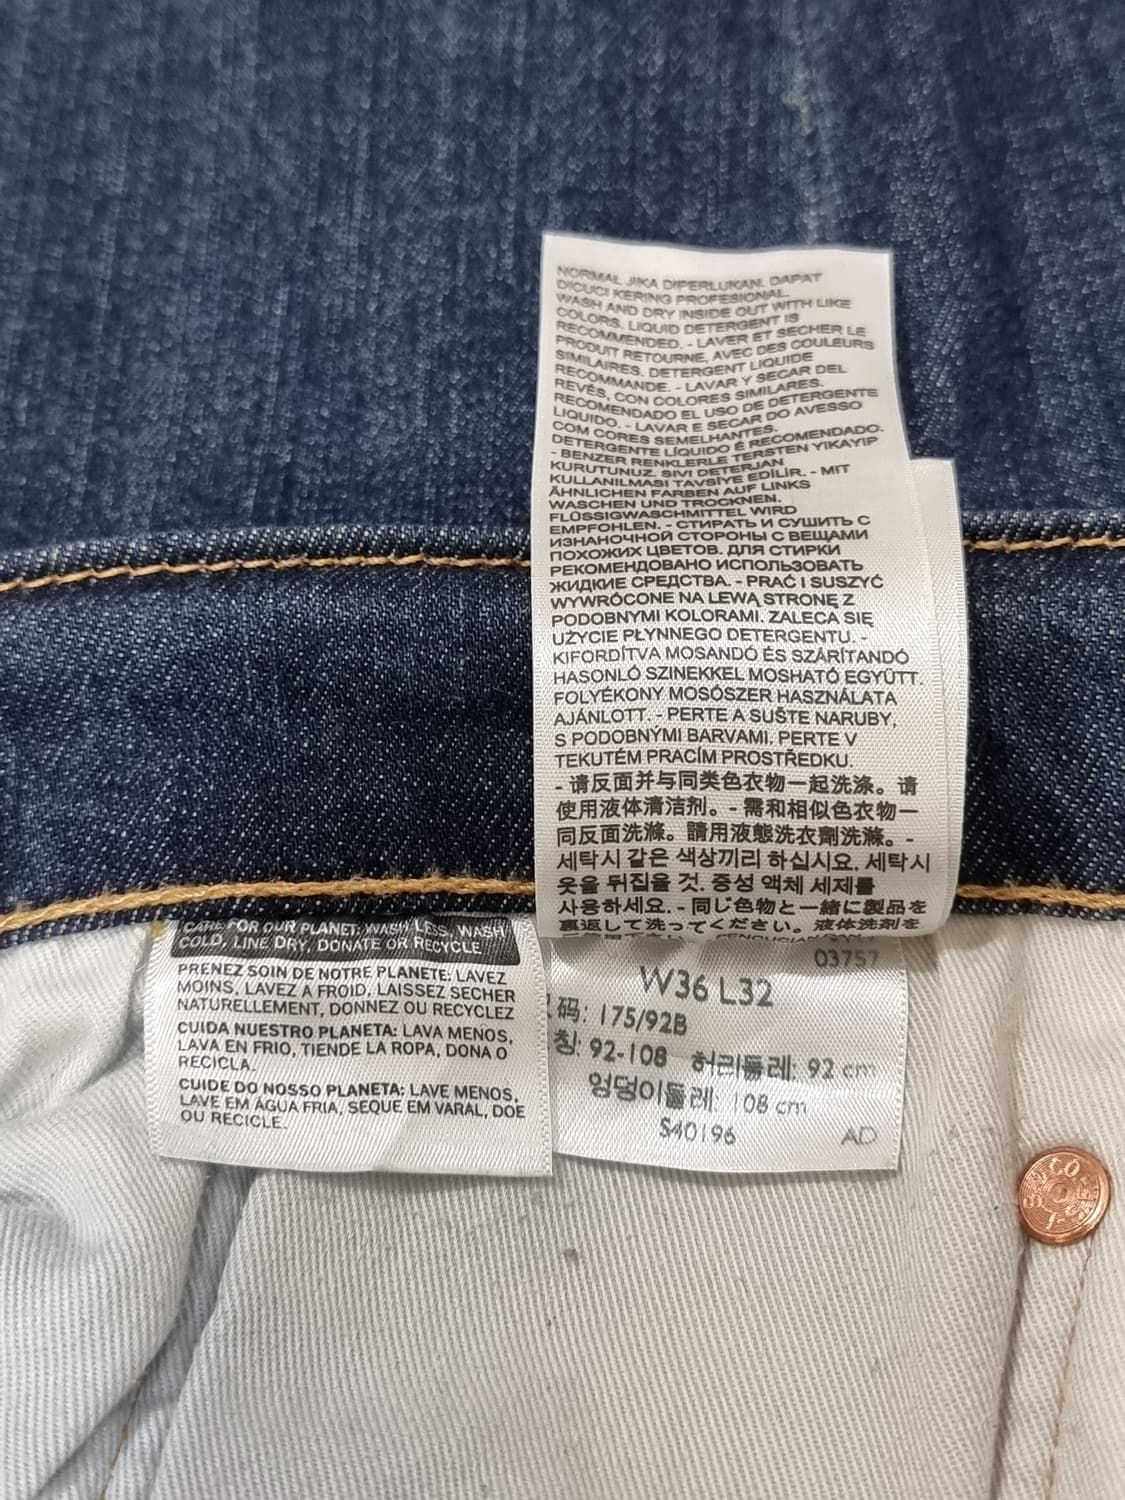 NORMAL JIKA DIPERLUKAN. DAPAT
DICUCI KERING PROFESIONAL.
WASH AND DRY INSIDE OUT WITH LIKE
COLORS. LIQUID DETERGENT IS
RECOMMENDED. - LAVER ET SECHER LE
PRODUIT RETOURNE, AVEC DES COULEURS
SIMILAIRES. DETERGENT LIQUIDE
RECOMMANDE. - LAVAR Y SECAR DEL
REVÉS, CON COLORES SIMILARES.
RECOMENDADO EL USO DE DETERGENTE
LIQUIDO. - LAVAR E SECAR DO AVESSO
COM CORES SEMELHANTES.
DETERGENTE LÍQUIDO É RECOMENDADO.
- BENZER RENKLERLE TERSTEN YIKAYIP
KURUTUNUZ. SIVI DETERJAN
KULLANILMASI TAVSİYE EDİLİR. - MIT
ÄHNLICHEN FARBEN AUF LINKS
WASCHEN UND TROCKNEN.
FLÜSSIGWASCHMITTEL WIRD
EMPFOHLEN. - СТИРАТЬ И СУШИТЬ С
ИЗНАНОЧНОЙ СТОРОНЫ С ВЕЩАМИ
ПОХОЖИХ ЦВЕТОВ. ДЛЯ СТИРКИ
РЕКОМЕНДОВАНО ИСПОЛЬЗОВАТЬ
ЖИДКИЕ СРЕДСТВА. - PRAĆ I SUSZYĆ
WYWRÓCONE NA LEWĄ STRONĘ Z
PODOBNYMI KOLORAMI. ZALECA SIĘ
UŻYCIE PŁYNNEGO DETERGENTU. -
KIFORDÍTVA MOSANDÓ ÉS SZÁRÍTANDÓ
HASONLÓ SZINEKKEL MOSHATÓ EGYÜTT.
FOLYÉKONY MOSÓSZER HASZNÁLATA
AJÁNLOTT. - PERTE A SUŠTE NARUBY,
S PODOBNÝMI BARVAMI. PERTE V
TEKUTÉM PRACÍM PROSTŘEDKU.
- 请反面并与同类色衣物一起洗涤。请
使用液体清洁剂。- 需和相似色衣物一
同反面洗滌。請用液態洗衣劑洗滌。-
세탁시 같은 색상끼리 하십시요. 세탁시
옷을 뒤집을 것. 중성 액체 세제를
사용하세요. - 同じ色物と一緒に製品を
裏返して洗ってください。液体洗剤を
CARE FOR OUR PLANET: WASH LESS, WASH
COLD, LINE DRY, DONATE OR RECYCLE
PRENEZ SOIN DE NOTRE PLANETE: LAVEZ
MOINS, LAVEZ A FROID, LAISSEZ SECHER
NATURELLEMENT, DONNEZ OU RECYCLEZ
CUIDA NUESTRO PLANETA: LAVA MENOS,
LAVA EN FRIO, TIENDE LA ROPA, DONA O
RECICLA.
CUIDE DO NOSSO PLANETA: LAVE MENOS,
LAVE EM ÁGUA FRIA, SEQUE EM VARAL, DOE
OU RECICLE.
03757
W36 L32
码: 175/92B
칭: 92-108 허리둘레: 92 cm
엉덩이둘레: 108 cm
S40196 AD